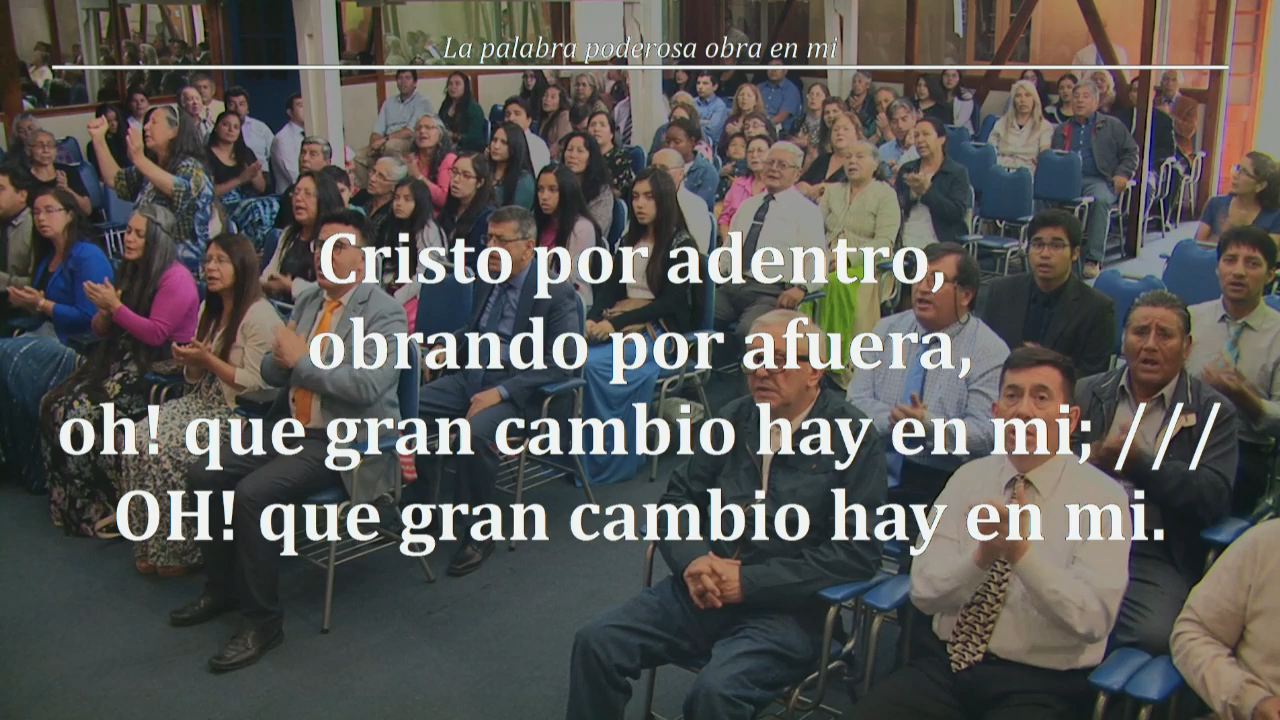 La palabra poderosa obra en mi
Cristo por adentro,
obrando por afuera,
oh! que gran cambio hay en mi; ///
OH! que gran cambio hay en mi.